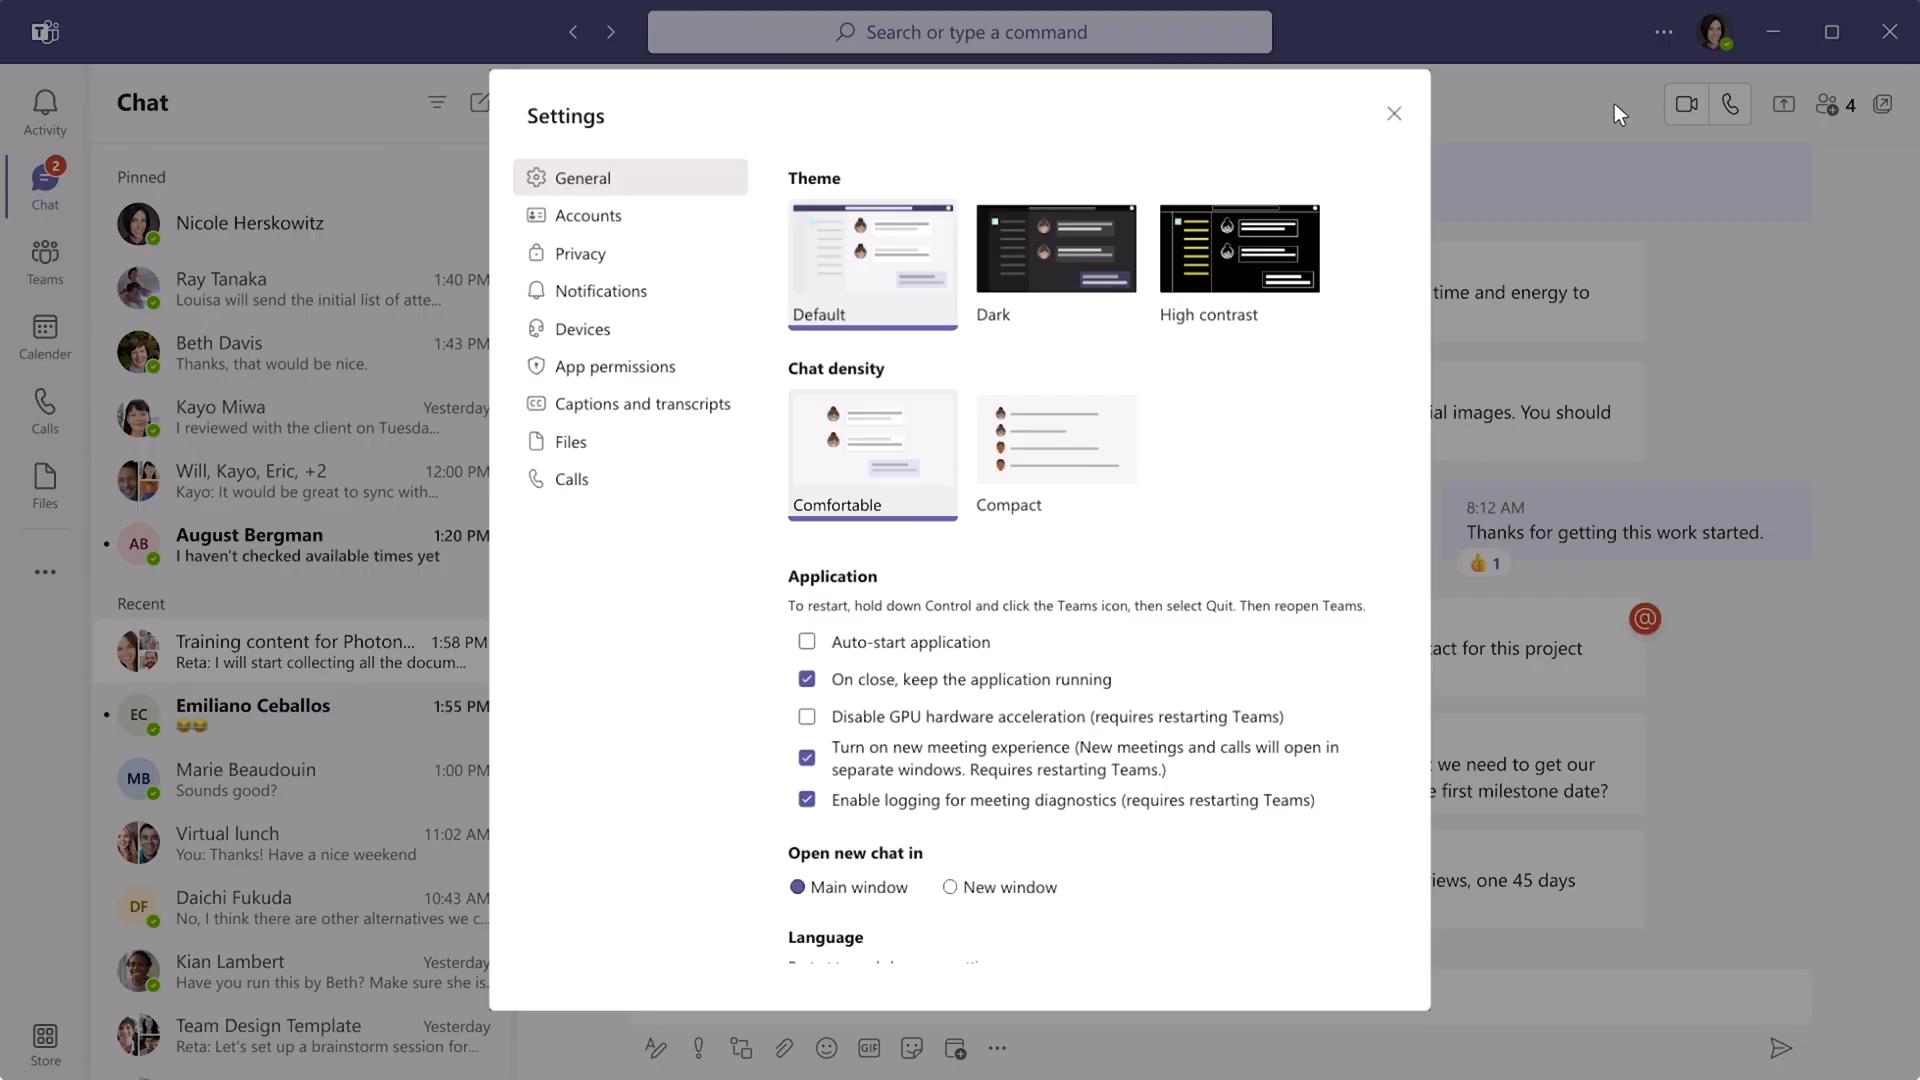 Search or type a command
Activity
2
Chat
Teams
Calender
Calls
Files
Store
Chat
Pinned
Nicole Herskowitz
Ray Tanaka 1:40 PM
Louisa will send the initial list of atte...
Beth Davis 1:43 PM
Thanks, that would be nice.
Kayo Miwa Yesterday
I reviewed with the client on Tuesda...
Will, Kayo, Eric, +2 12:00 PM
Kayo: It would be great to sync with...
AB
August Bergman 1:20 PM
I haven't checked available times yet
Recent
Training content for Photon... 1:58 PM
Reta: I will start collecting all the docum...
EC
Emiliano Ceballos 1:55 PM
MB
Marie Beaudouin 1:00 PM
Sounds good?
Virtual lunch 11:02 AM
You: Thanks! Have a nice weekend
DF
Daichi Fukuda 10:43 AM
No, I think there are other alternatives we c...
Kian Lambert Yesterday
Have you run this by Beth? Make sure she is.
Team Design Template Yesterday
Reta: Let's set up a brainstorm session for...
Settings
General
Accounts
Privacy
Notifications
Devices
App permissions
CC
Captions and transcripts
Files
Calls
Theme
Default
Dark
High contrast
Chat density
Comfortable
Compact
Application
To restart, hold down Control and click the Teams icon, then select Quit. Then reopen Teams.
Auto-start application
On close, keep the application running
Disable GPU hardware acceleration (requires restarting Teams)
Turn on new meeting experience (New meetings and calls will open in
separate windows. Requires restarting Teams.)
Enable logging for meeting diagnostics (requires restarting Teams)
Open new chat in
Main window New window
Language
4
time and energy to
ial images. You should
8:12 AM
Thanks for getting this work started.
1
@
act for this project
we need to get our
e first milestone date?
iews, one 45 days
GIF